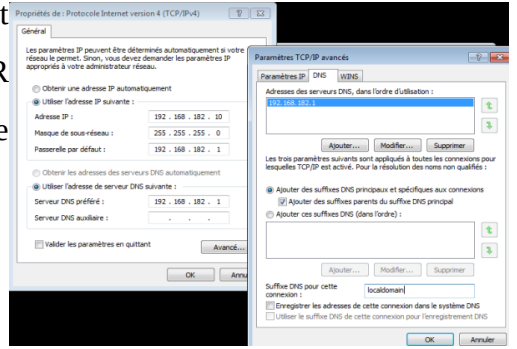 t
R
e
Propriétés de : Protocole Internet version 4 (TCP/IPv4)
Général
Les paramètres IP peuvent être déterminés automatiquement si votre
réseau le permet. Sinon, vous devez demander les paramètres IP
appropriés à votre administrateur réseau.
Obtenir une adresse IP automatiquement
Utiliser l'adresse IP suivante :
Adresse IP : 192 . 168 . 182 . 10
Masque de sous-réseau : 255 . 255 . 255 . 0
Passerelle par défaut : 192 . 168 . 182 . 1
Obtenir les adresses des serveurs DNS automatiquement
Utiliser l'adresse de serveur DNS suivante :
Serveur DNS préféré : 192 . 168 . 182 . 1
Serveur DNS auxiliaire : . . .
Valider les paramètres en quittant
Avancé...
OK Annu
Paramètres TCP/IP avancés
Paramètres IP DNS WINS
Adresses des serveurs DNS, dans l'ordre d'utilisation :
192.168.182.1
Ajouter... Modifier... Supprimer
Les trois paramètres suivants sont appliqués à toutes les connexions pour
lesquelles TCP/IP est activé. Pour la résolution des noms non qualifiés :
Ajouter des suffixes DNS principaux et spécifiques aux connexions
Ajouter des suffixes parents du suffixe DNS principal
Ajouter ces suffixes DNS (dans l'ordre) :
Ajouter... Modifier... Supprimer
Suffixe DNS pour cette
connexion : localdomain
Enregistrer les adresses de cette connexion dans le système DNS
Utiliser le suffixe DNS de cette connexion pour l'enregistrement DNS
OK Annuler